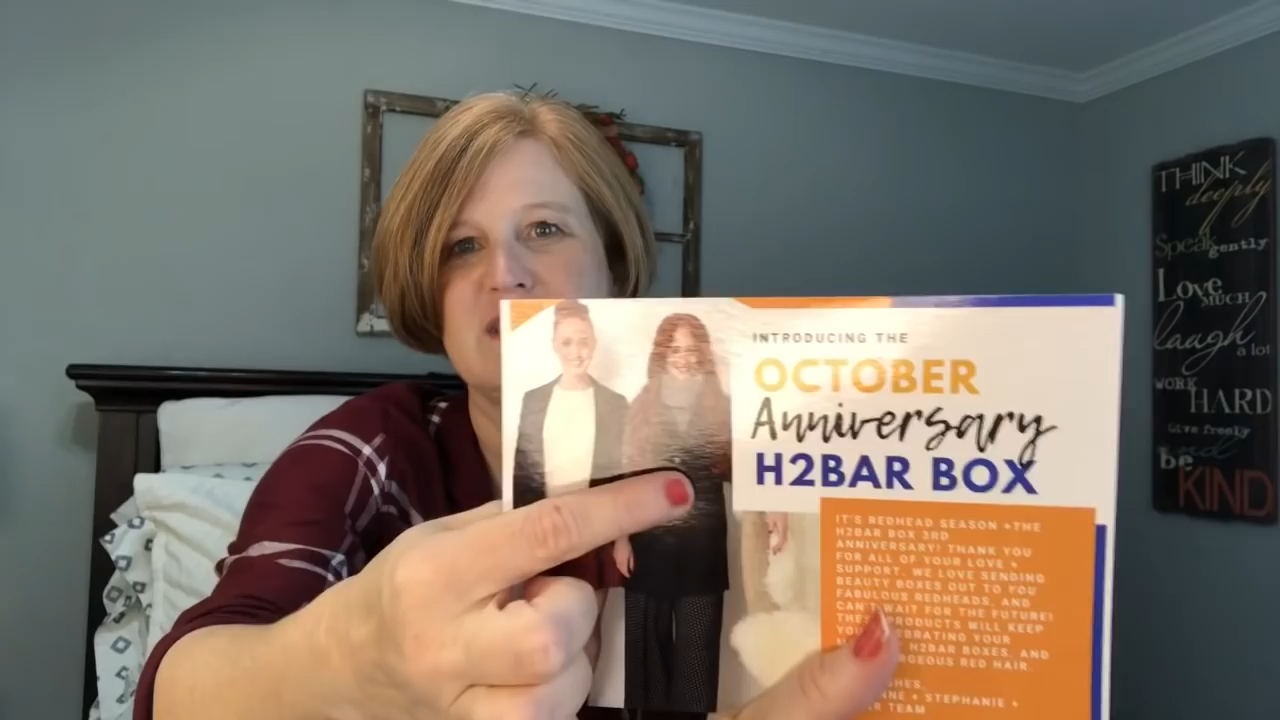 INTRODUCING THE
OCTOBER
Anniversary
H2BAR BOX
IT'S REDHEAD SEASON + THE
H2BAR BOX 3RD
ANNIVERSARY! THANK YOU
FOR ALL OF YOUR LOVE +
SUPPORT. WE LOVE SENDING
BEAUTY BOXES OUT TO YOU
FABULOUS REDHEADS, AND
CAN'T WAIT FOR THE FUTURE!
PRODUCTS WILL KEEP
YOUR
H2BAR BOXES, AND
RED HAIR.
+ STEPHANIE +
TEAM
THINK
deeply
Speak gently
Love
MUCH
laugh
a lot
WORK
HARD
Give freely
be
KIND